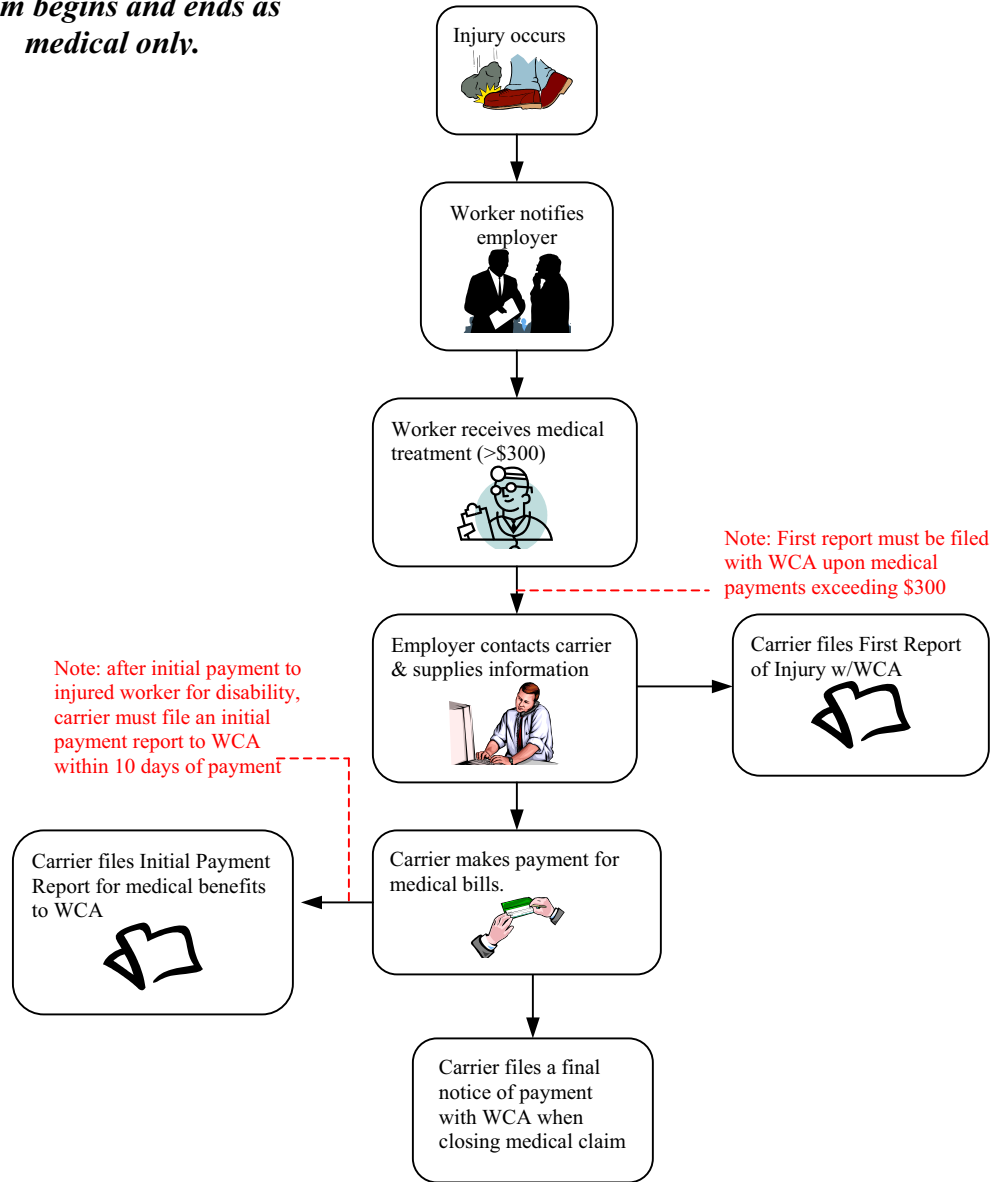 m begins and ends as
medical only.
Injury occurs
Worker notifies
employer
Worker receives medical
treatment (>$300)
Note: First report must be filed
with WCA upon medical
payments exceeding $300
Employer contacts carrier
& supplies information
Carrier files First Report
of Injury w/WCA
Note: after initial payment to
injured worker for disability,
carrier must file an initial
payment report to WCA
within 10 days of payment
Carrier makes payment for
medical bills.
Carrier files Initial Payment
Report for medical benefits
to WCA
Carrier files a final
notice of payment
with WCA when
closing medical claim